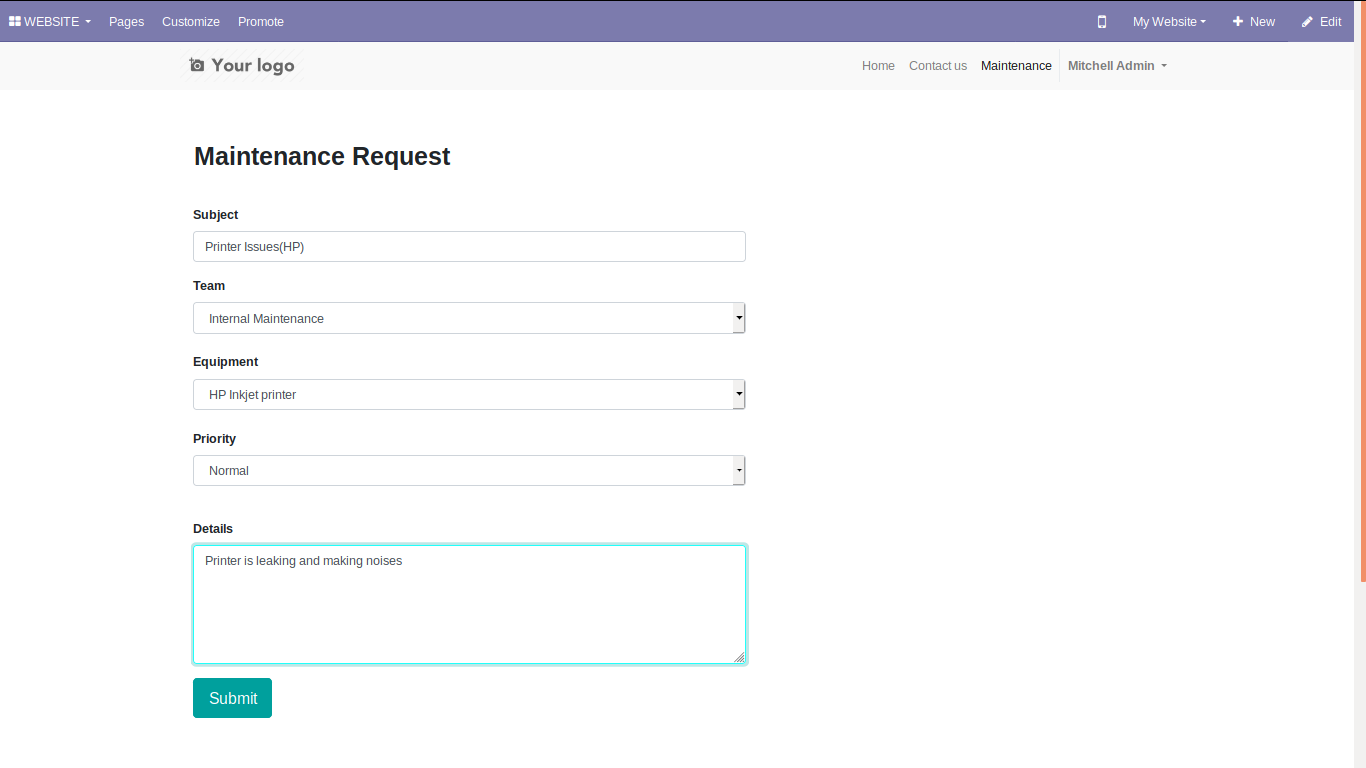 WEBSITE Pages Customize Promote My Website New Edit
Your logo Home Contact us Maintenance Mitchell Admin
Maintenance Request
Subject
Printer Issues(HP)
Team
Internal Maintenance
Equipment
HP Inkjet printer
Priority
Normal
Details
Printer is leaking and making noises
Submit